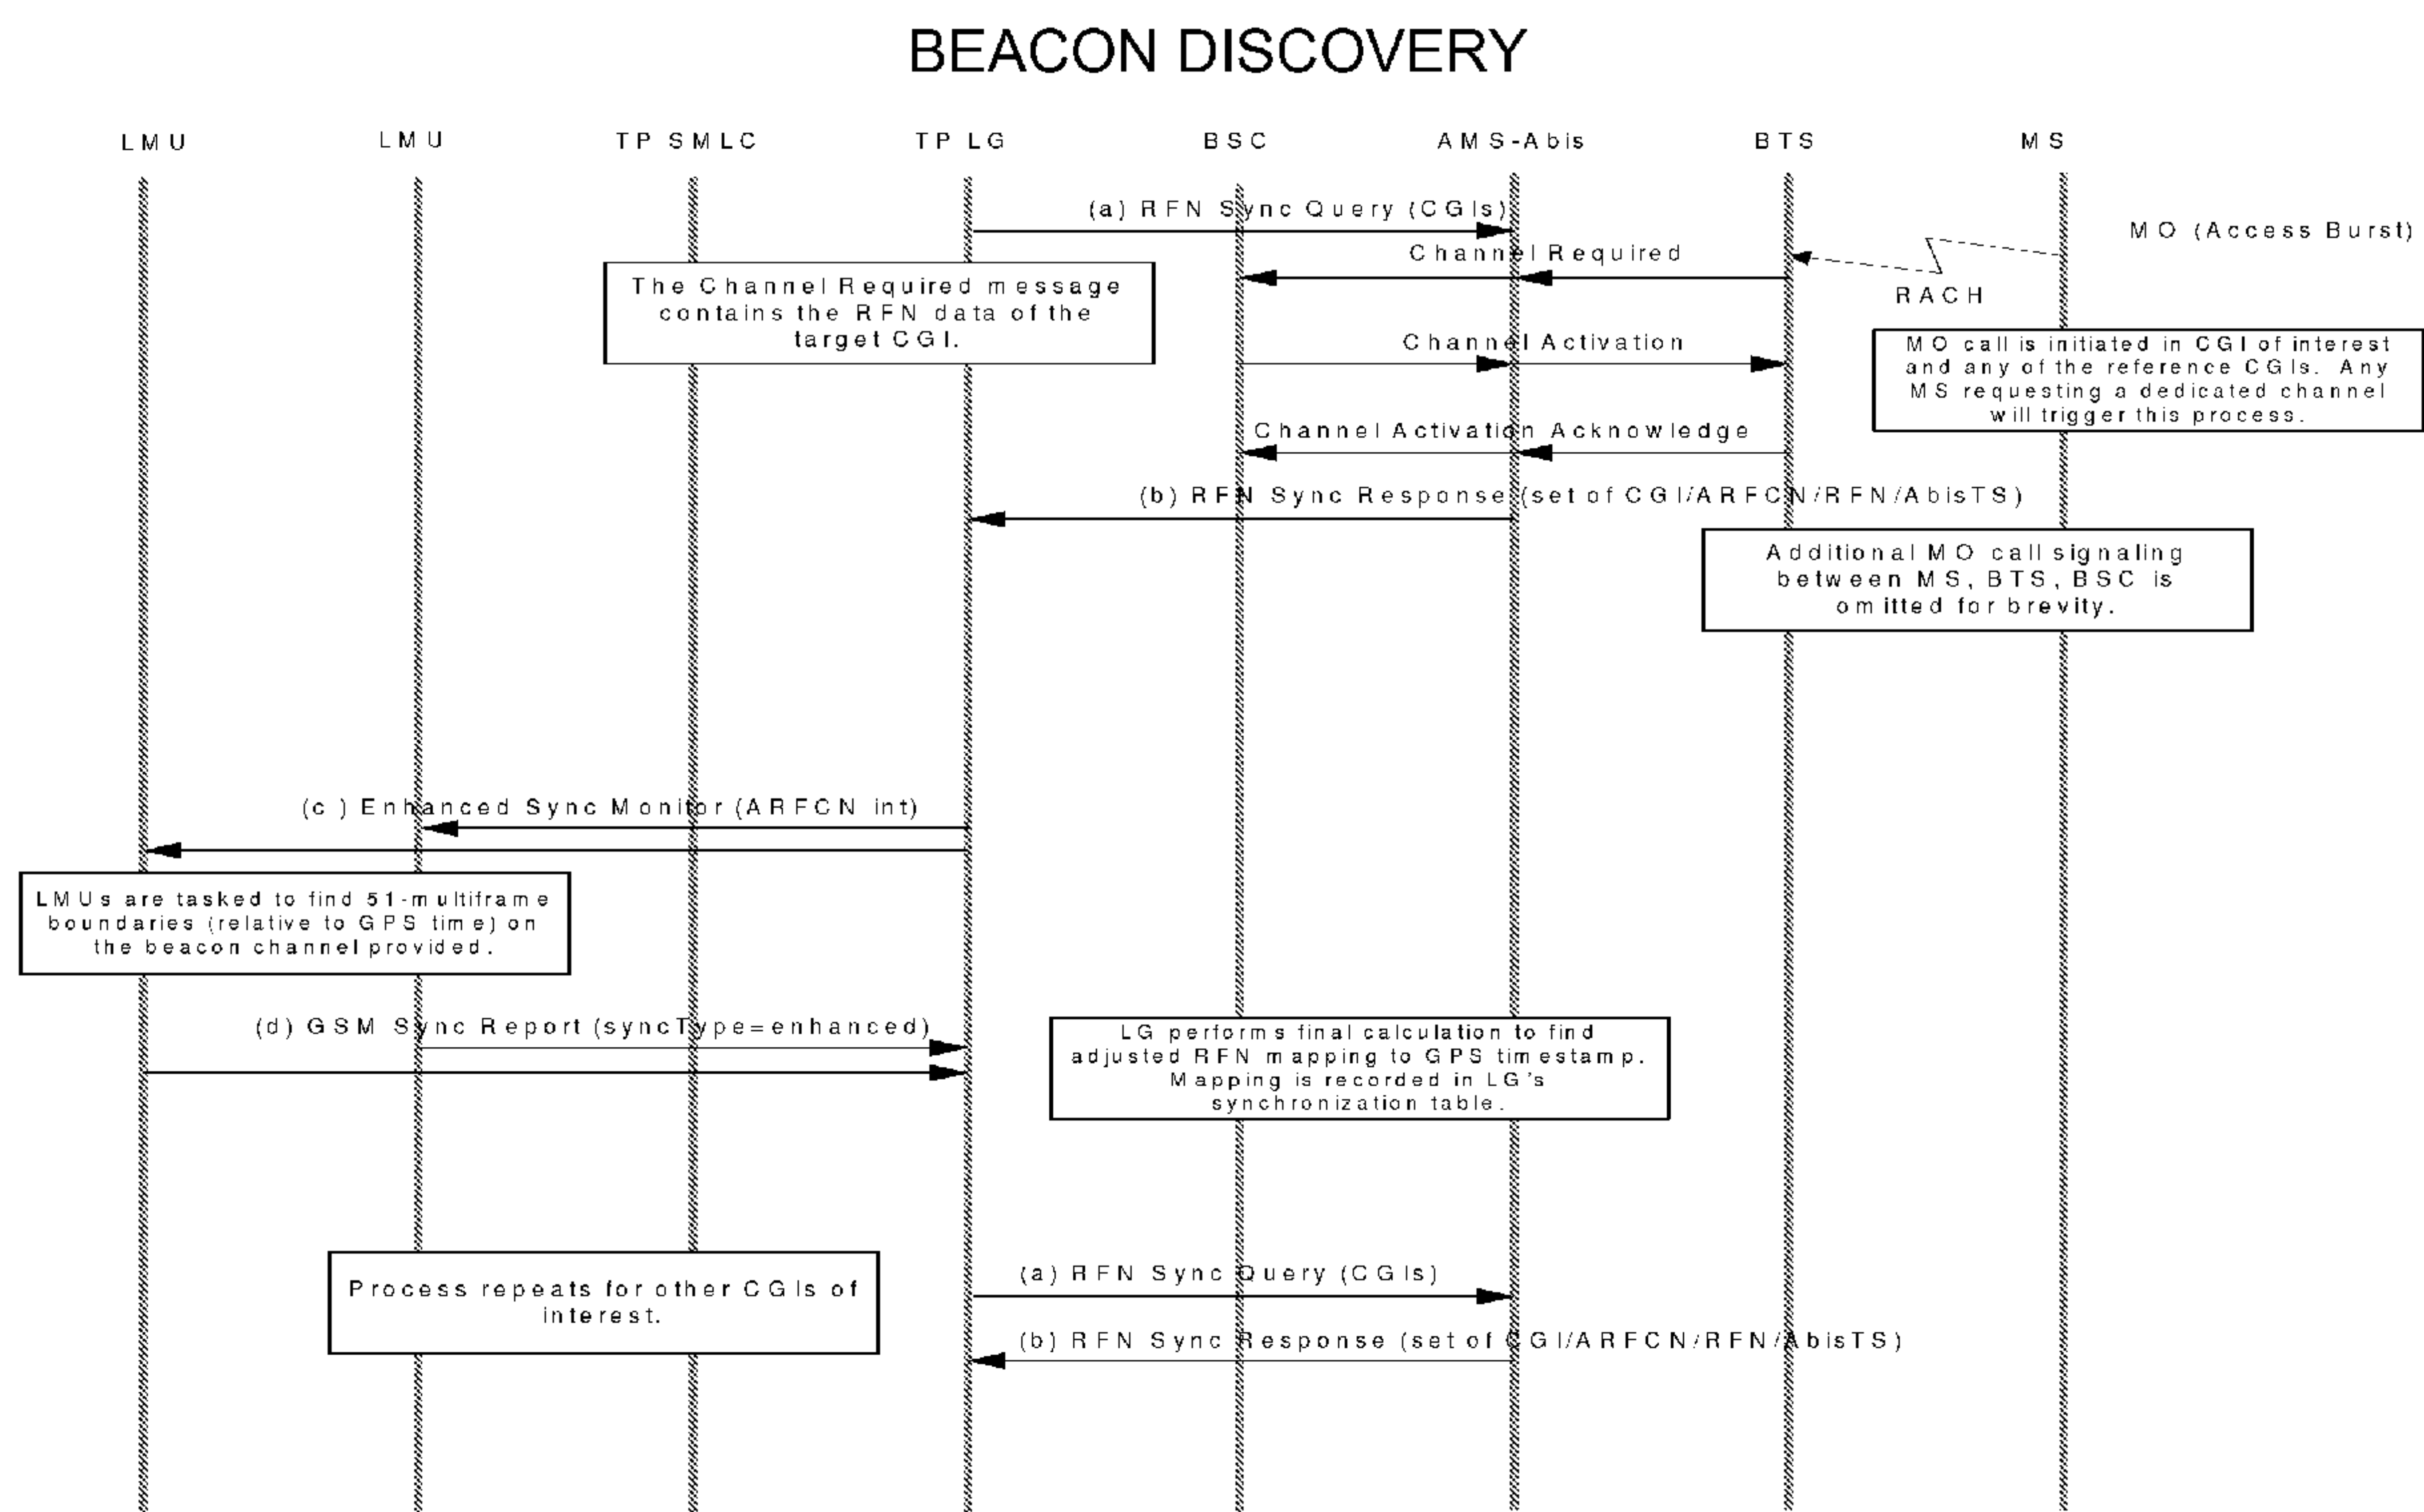 BEACON DISCOVERY
LMU
LMU
TP SMLC
TP LG
BSC
AMS-Abis
BTS
MS
(a) RFN Sync Query (CGIs)
MO (Access Burst)
Channel Required
RACH
The Channel Required message
contains the RFN data of the
target CGI.
Channel Activation
MO call is initiated in CGI of interest
and any of the reference CGIs. Any
MS requesting a dedicated channel
will trigger this process.
Channel Activation Acknowledge
(b) RFN Sync Response (set of CGI/ARFCN/RFN/AbisTS)
Additional MO call signaling
between MS, BTS, BSC is
omitted for brevity.
(c ) Enhanced Sync Monitor (ARFCN int)
LMUs are tasked to find 51-multiframe
boundaries (relative to GPS time) on
the beacon channel provided.
(d) GSM Sync Report (syncType=enhanced)
LG performs final calculation to find
adjusted RFN mapping to GPS timestamp.
Mapping is recorded in LG's
synchronization table.
Process repeats for other CGIs of
interest.
(a) RFN Sync Query (CGIs)
(b) RFN Sync Response (set of CGI/ARFCN/RFN/AbisTS)